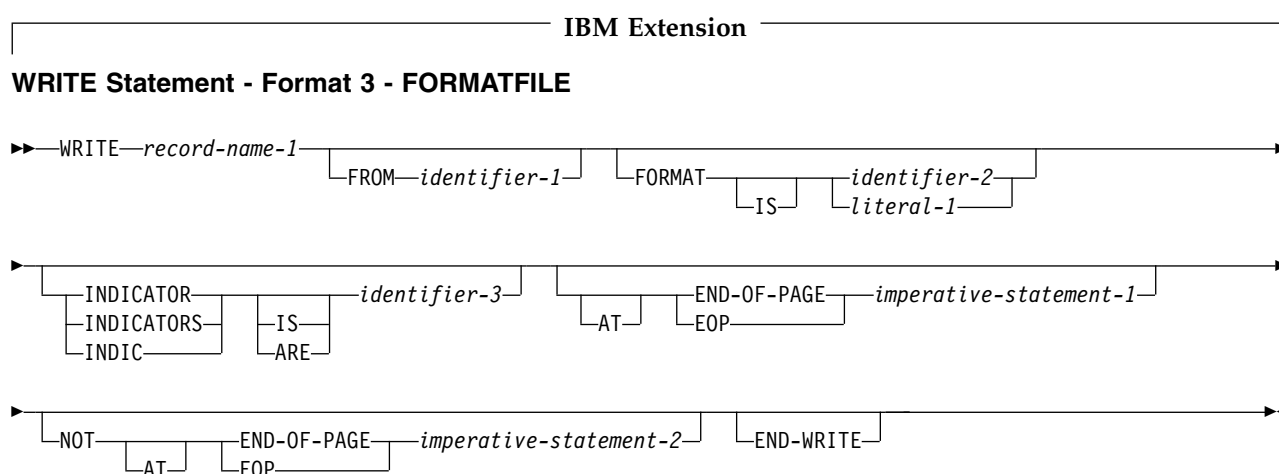 IBM Extension
WRITE Statement - Format 3 - FORMATFILE
WRITE record-name-1
FROM identifier-1 FORMAT identifier-2
IS literal-1
INDICATOR identifier-3 END-OF-PAGE imperative-statement-1
INDICATORS IS AT EOP
INDIC ARE
NOT END-OF-PAGE imperative-statement-2 END-WRITE
AT EOP